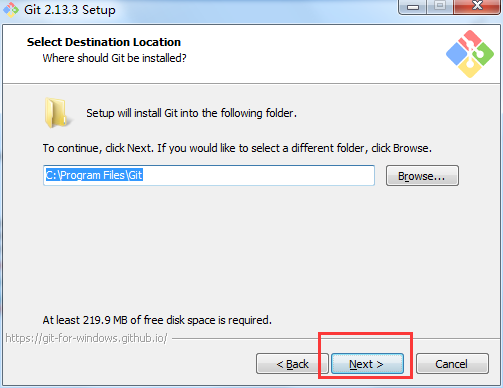 Git 2.13.3 Setup
Select Destination Location
Where should Git be installed?
Setup will install Git into the following folder.
To continue, click Next. If you would like to select a different folder, click Browse.
C:\Program Files\Git
Browse...
At least 219.9 MB of free disk space is required.
https://git-for-windows.github.io/
< Back
Next >
Cancel